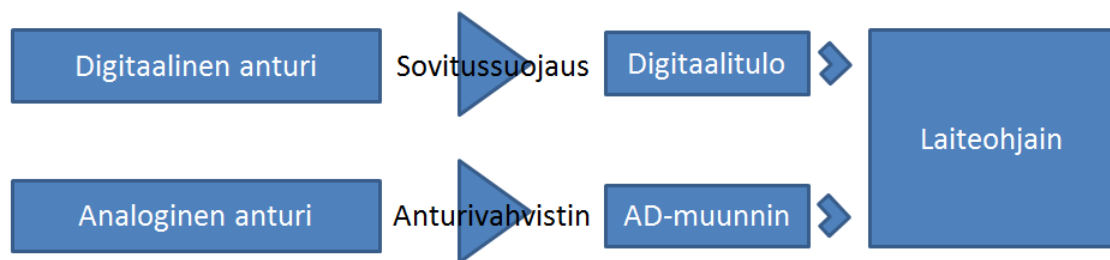 Digitaalinen anturi
Sovitussuojaus
Digitaalitulo
Laiteohjain
Analoginen anturi
Anturivahvistin
AD-muunnin